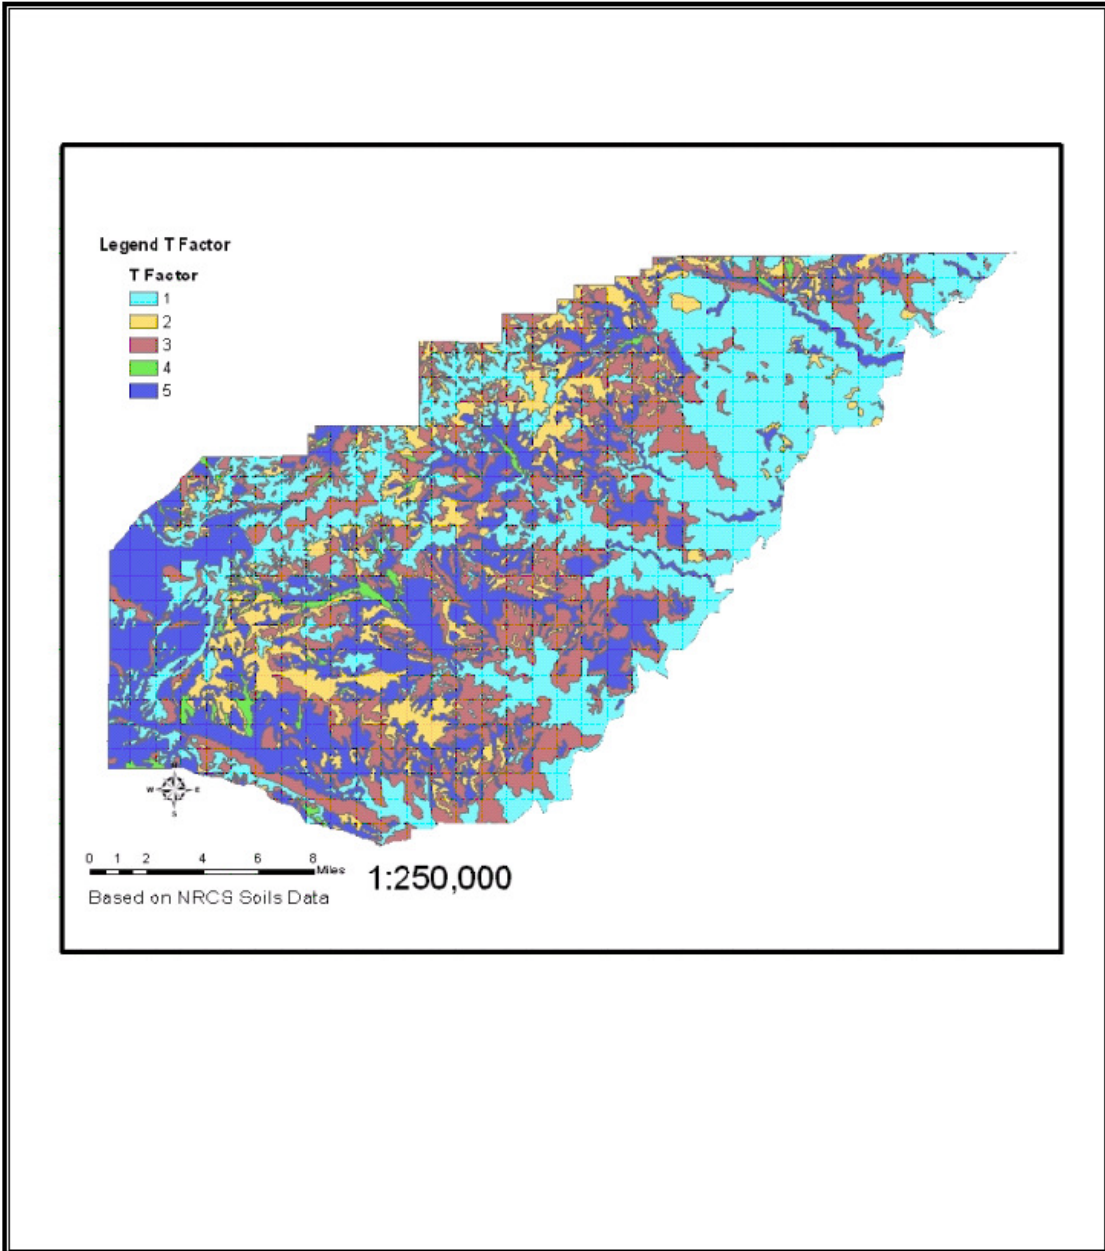 Legend T Factor
T Factor
1
2
3
4
5
W E
S
0 1 2 4 6 8 Miles
1:250,000
Based on NRCS Soils Data